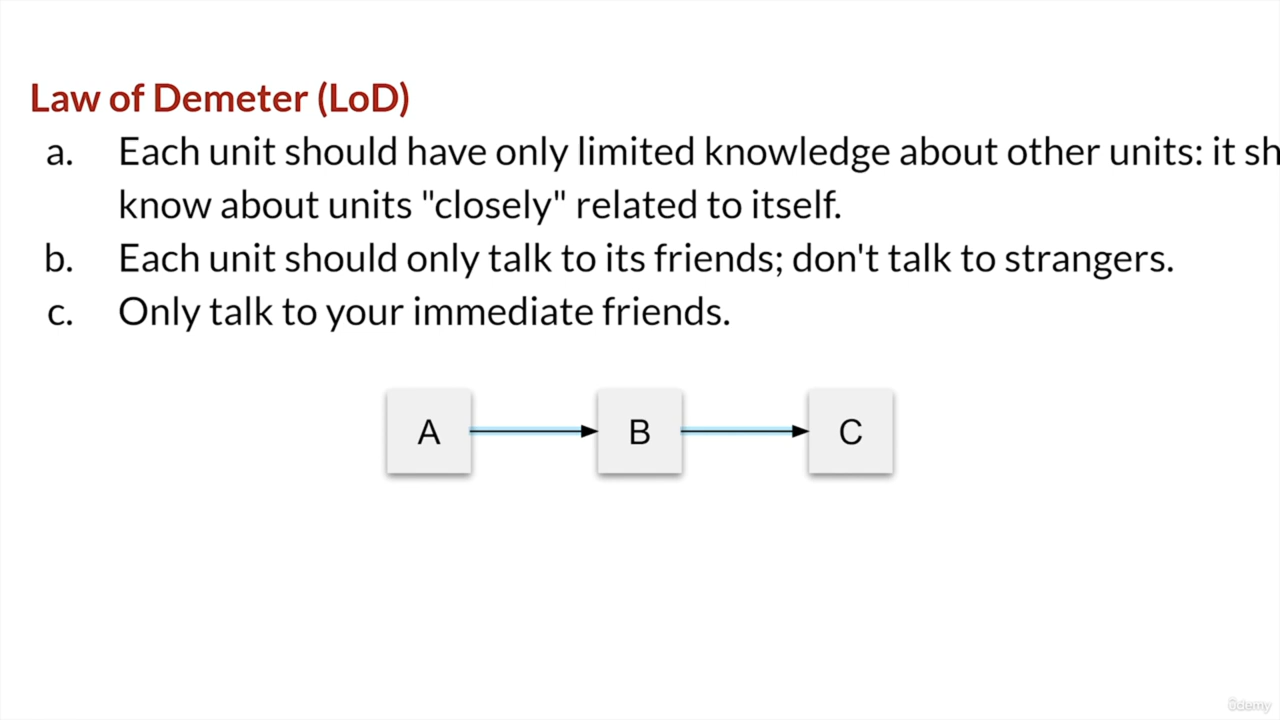 Law of Demeter (LoD)
a. Each unit should have only limited knowledge about other units: it sh
know about units "closely" related to itself.
b. Each unit should only talk to its friends; don't talk to strangers.
c. Only talk to your immediate friends.
A B C
ûdemy